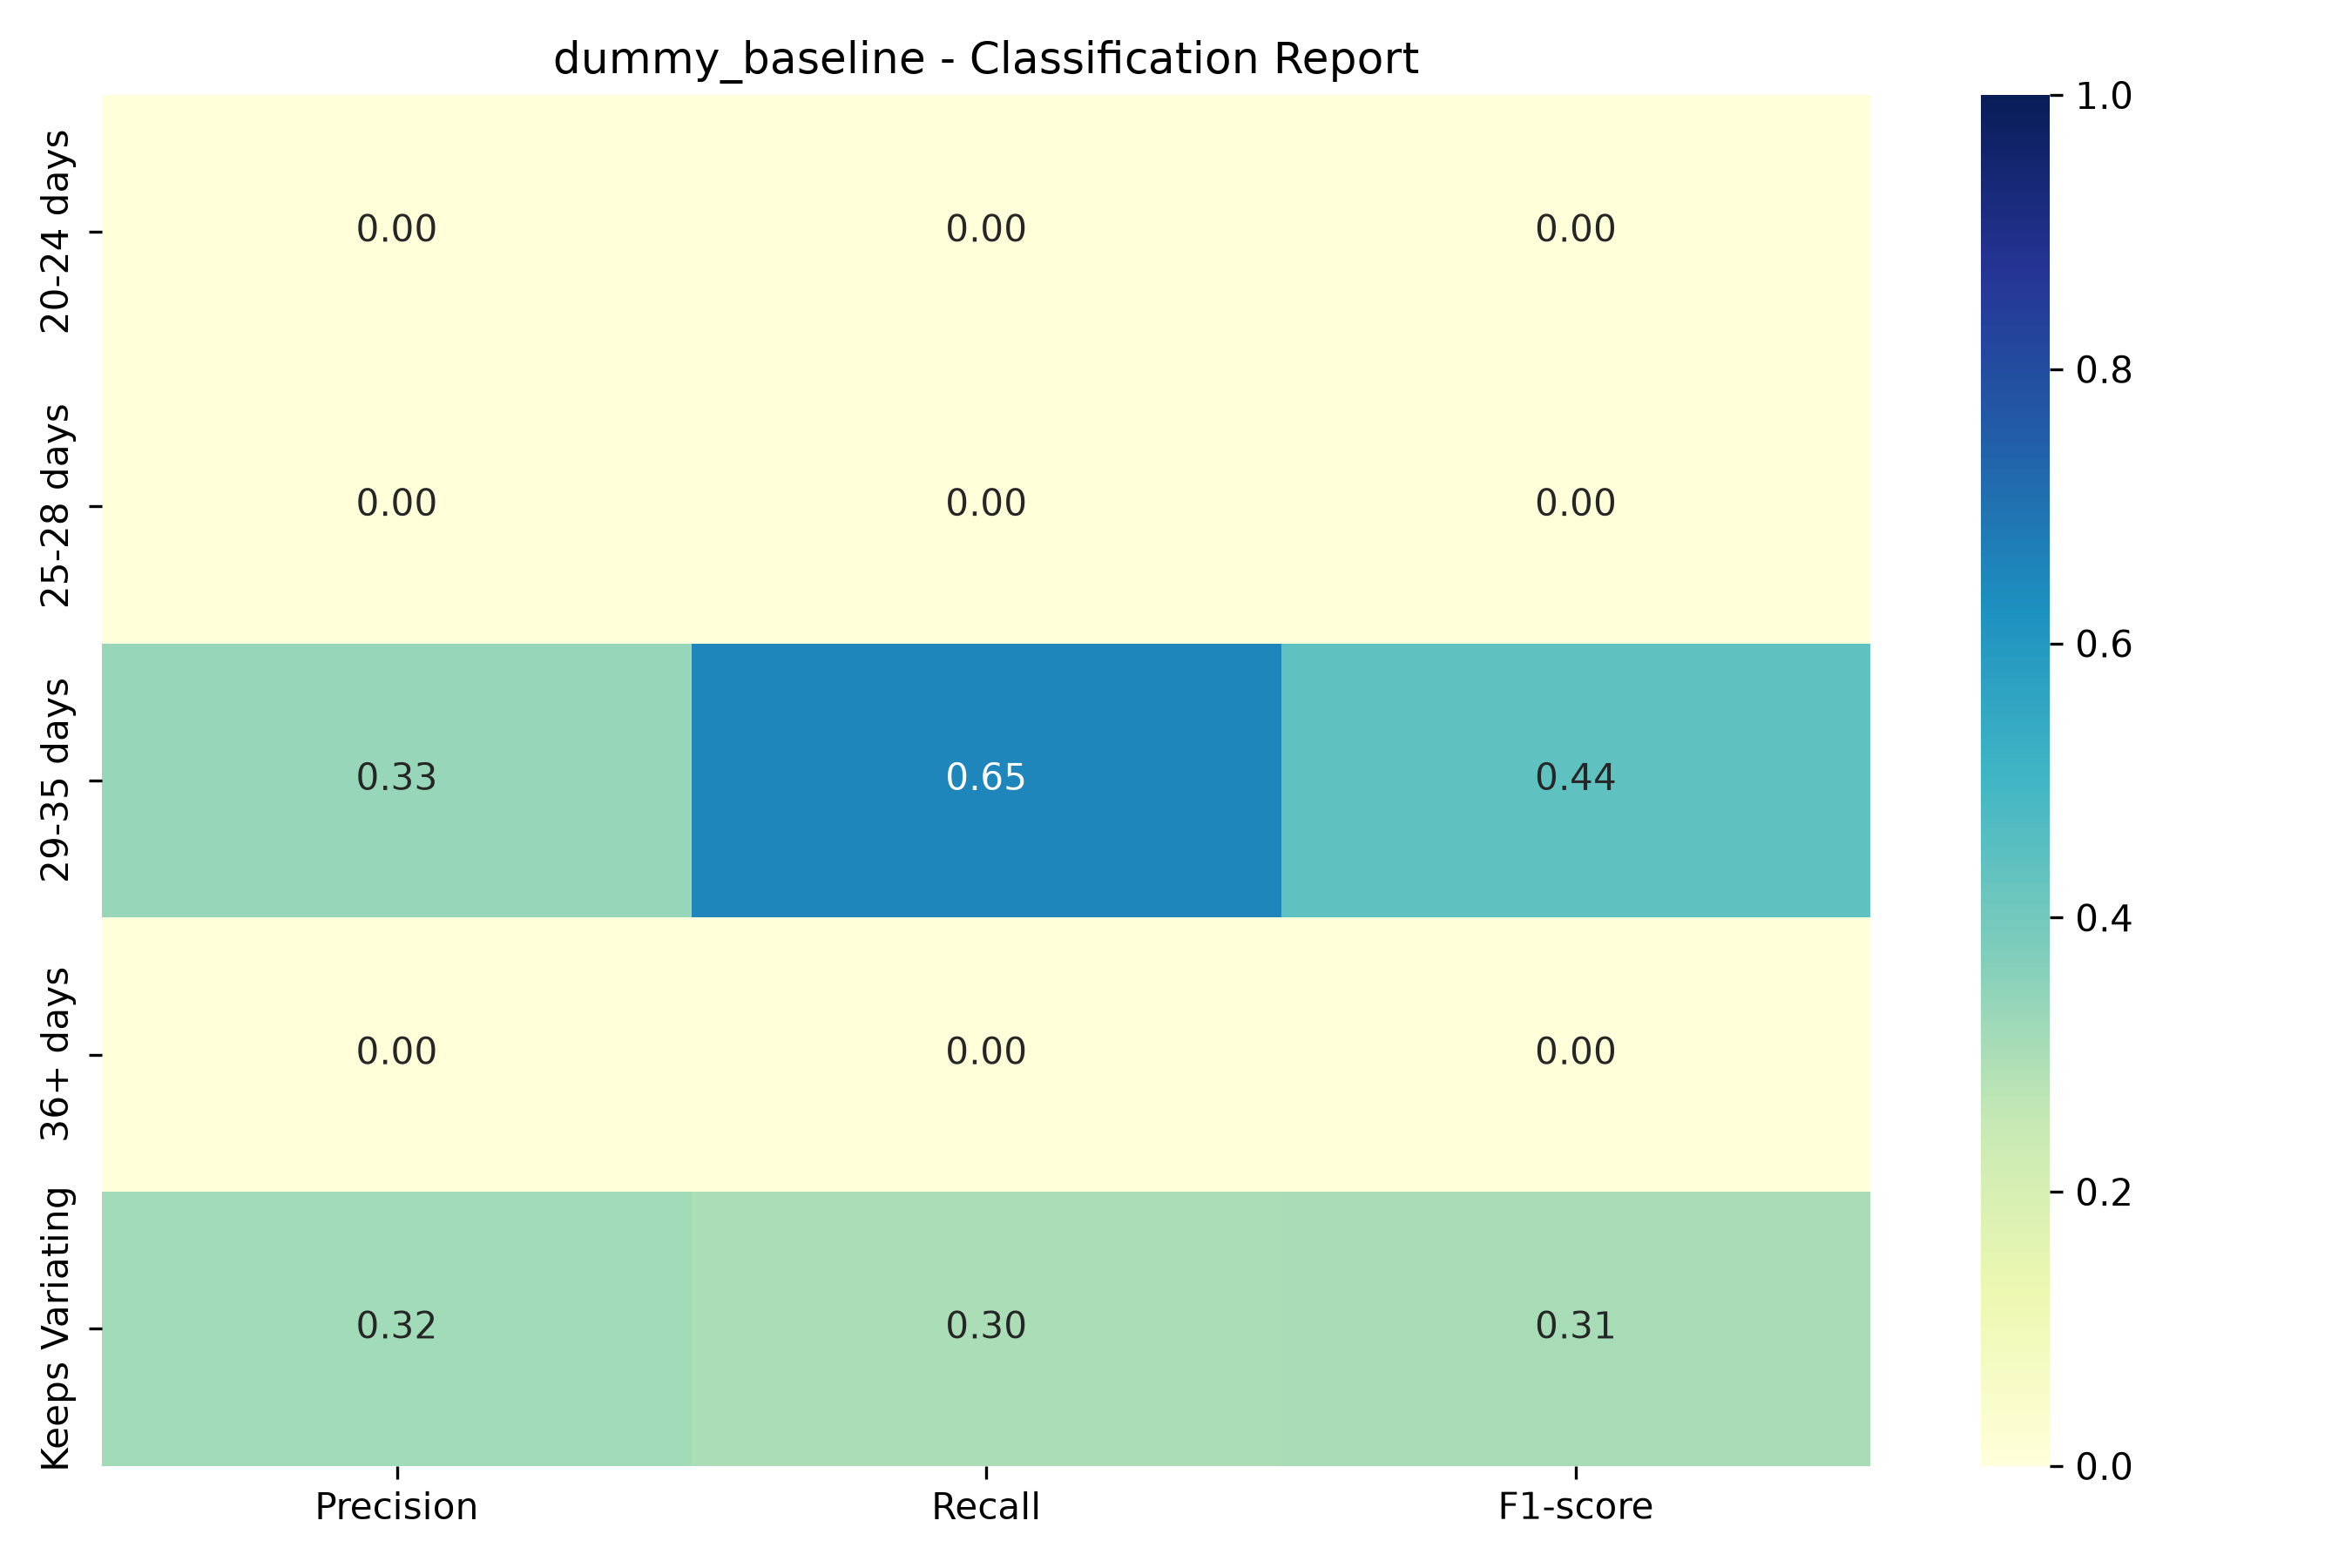 dummy_baseline - Classification Report
20-24 days
0.00 0.00 0.00
25-28 days
0.00 0.00 0.00
29-35 days
0.33 0.65 0.44
36+ days
0.00 0.00 0.00
Keeps Variating
0.32 0.30 0.31
Precision Recall F1-score
1.0
0.8
0.6
0.4
0.2
0.0